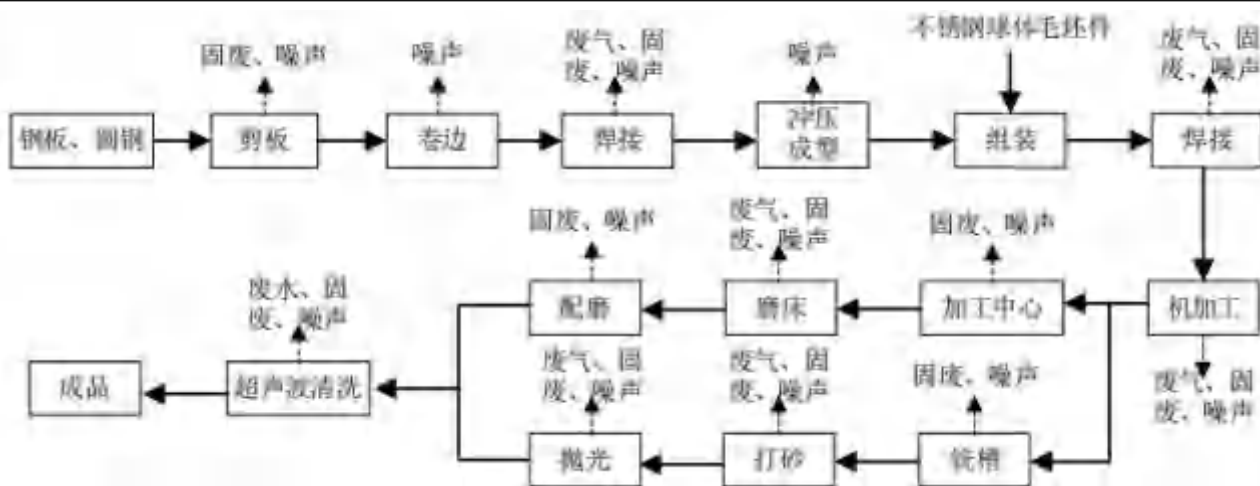 不锈钢球体毛坯件
固废、噪声
噪声
废气、固
废、噪声
噪声
废气、固
废、噪声
钢板、圆钢
剪板
卷边
焊接
冲压
成型
组装
焊接
固废、噪声
废气、固
废、噪声
固废、噪声
废水、固
废、噪声
配磨
磨床
加工中心
机加工
废气、固
废、噪声
废气、固
废、噪声
固废、噪声
废气、固
废、噪声
成品
超声波清洗
抛光
打砂
铣槽